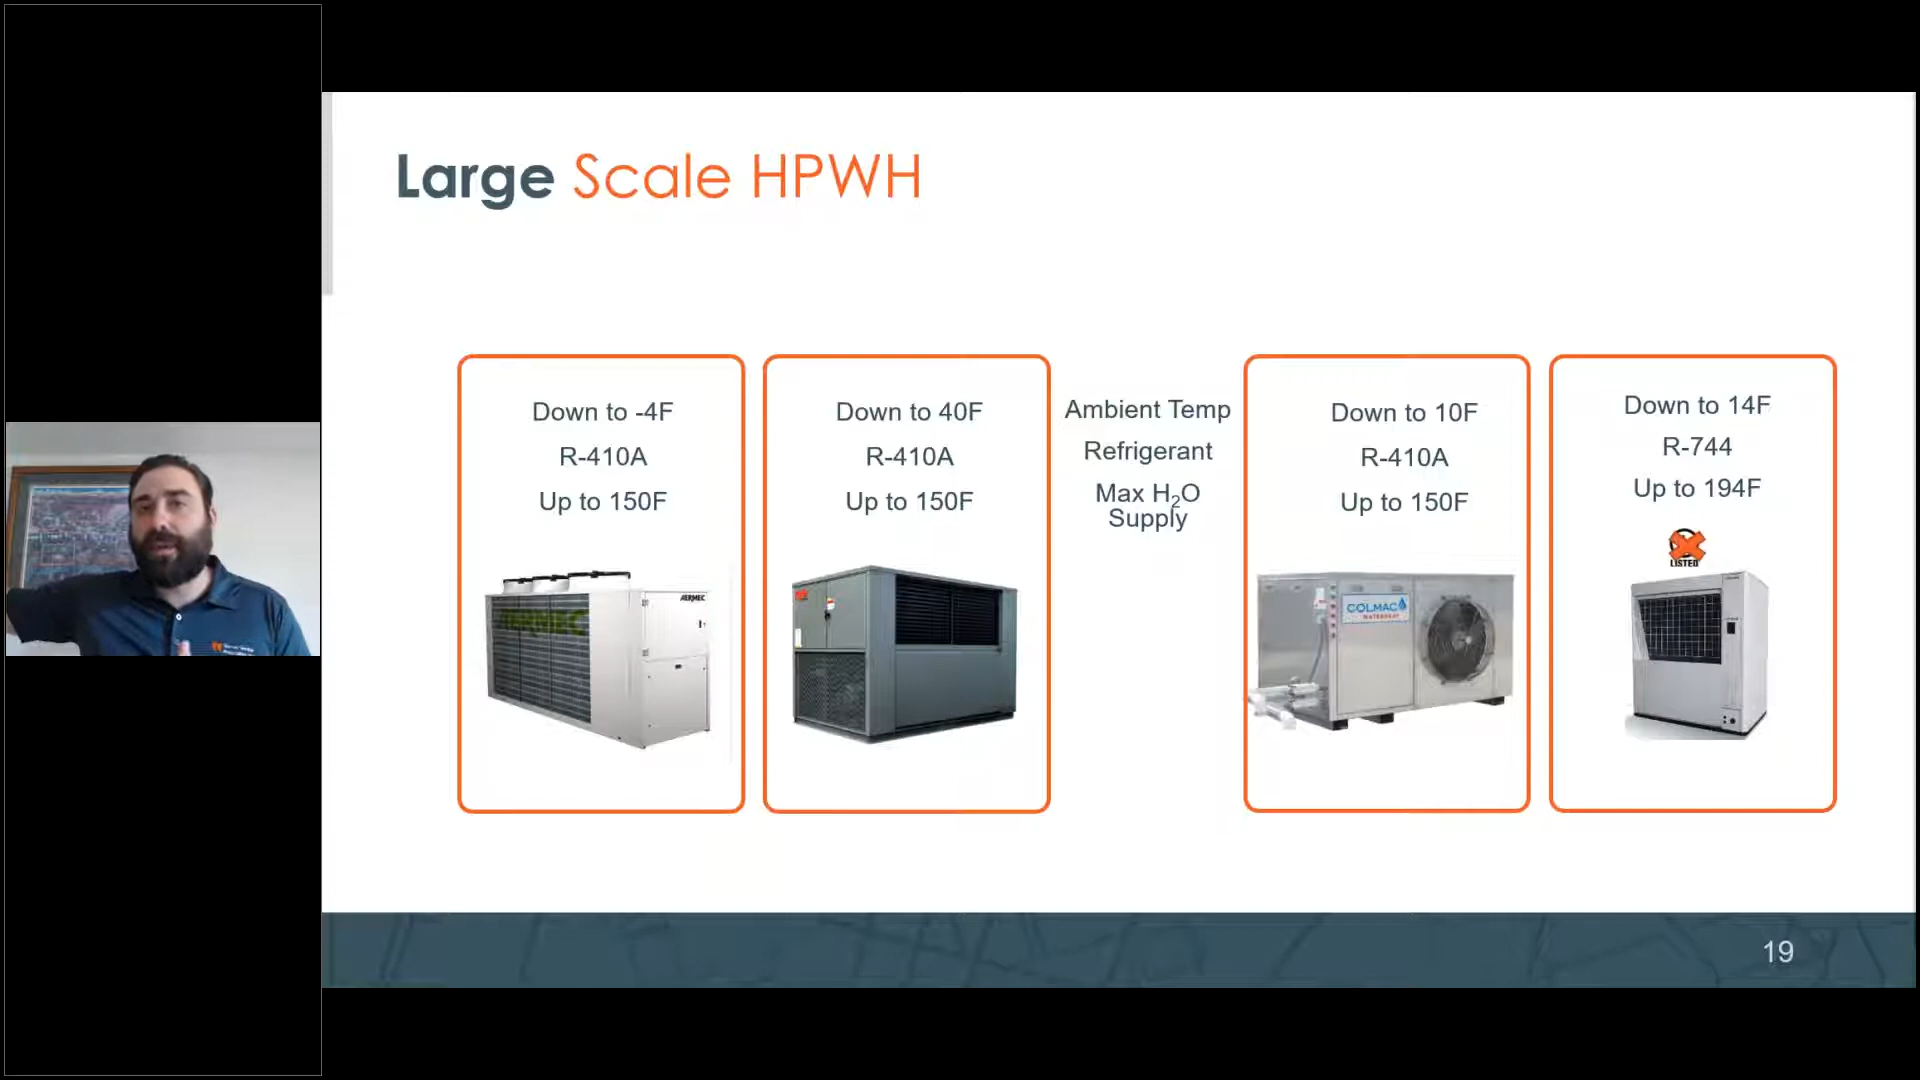 Large Scale HPWH
Down to -4F
R-410A
Up to 150F
AERMEC
AERMEC
Down to 40F
R-410A
Up to 150F
Ambient Temp
Refrigerant
Max H₂O
Supply
Down to 10F
R-410A
Up to 150F
COLMAC
WATERHEAT
Down to 14F
R-744
Up to 194F
LISTED
19